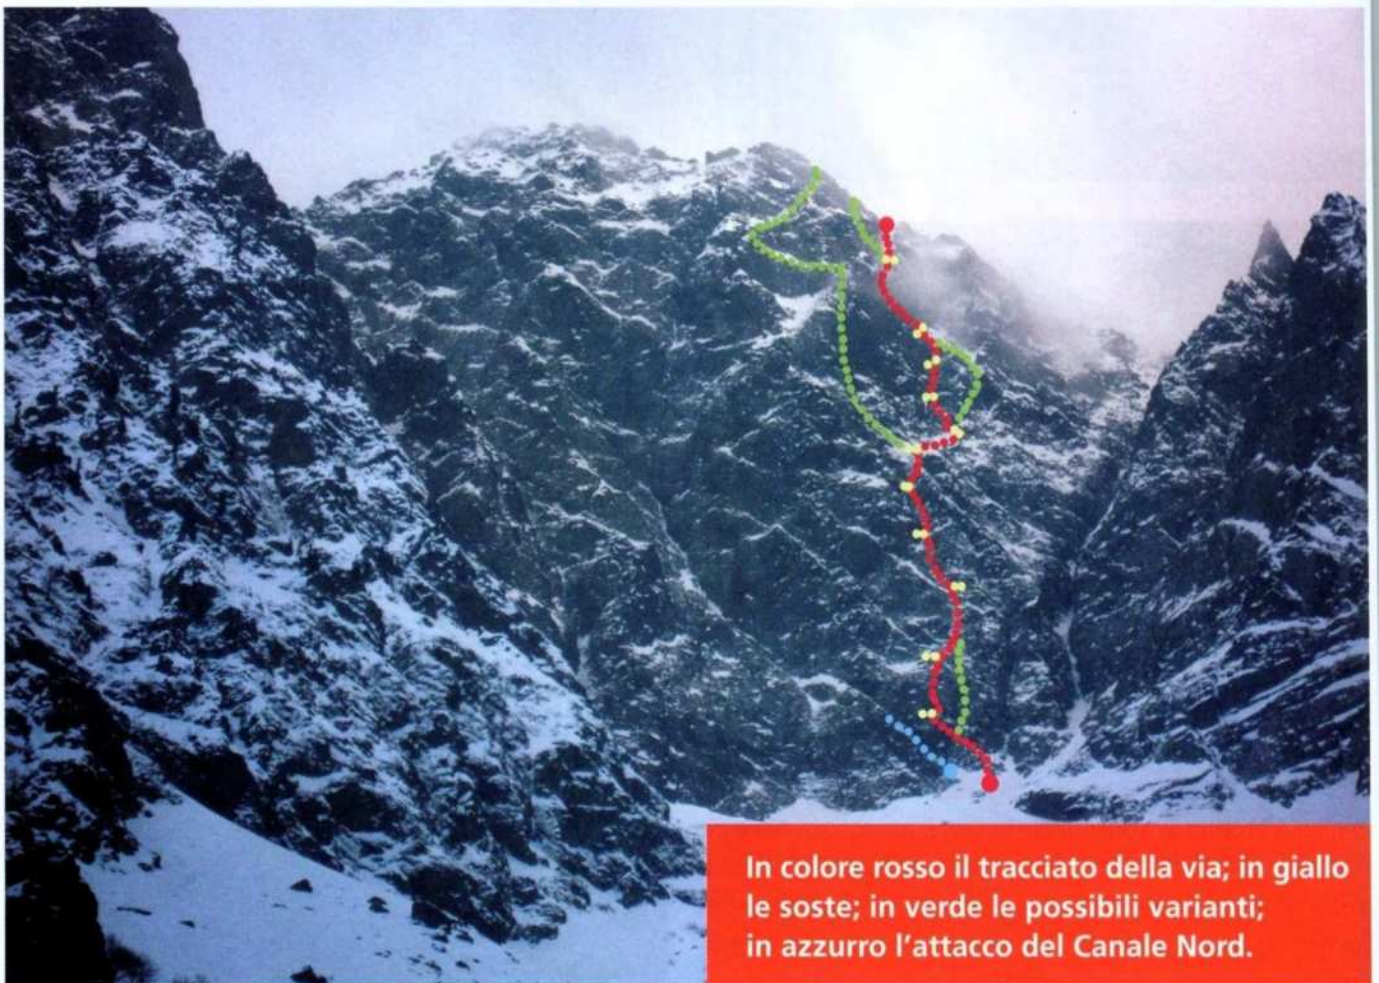 In colore rosso il tracciato della via; in giallo
le soste; in verde le possibili varianti;
in azzurro l'attacco del Canale Nord.